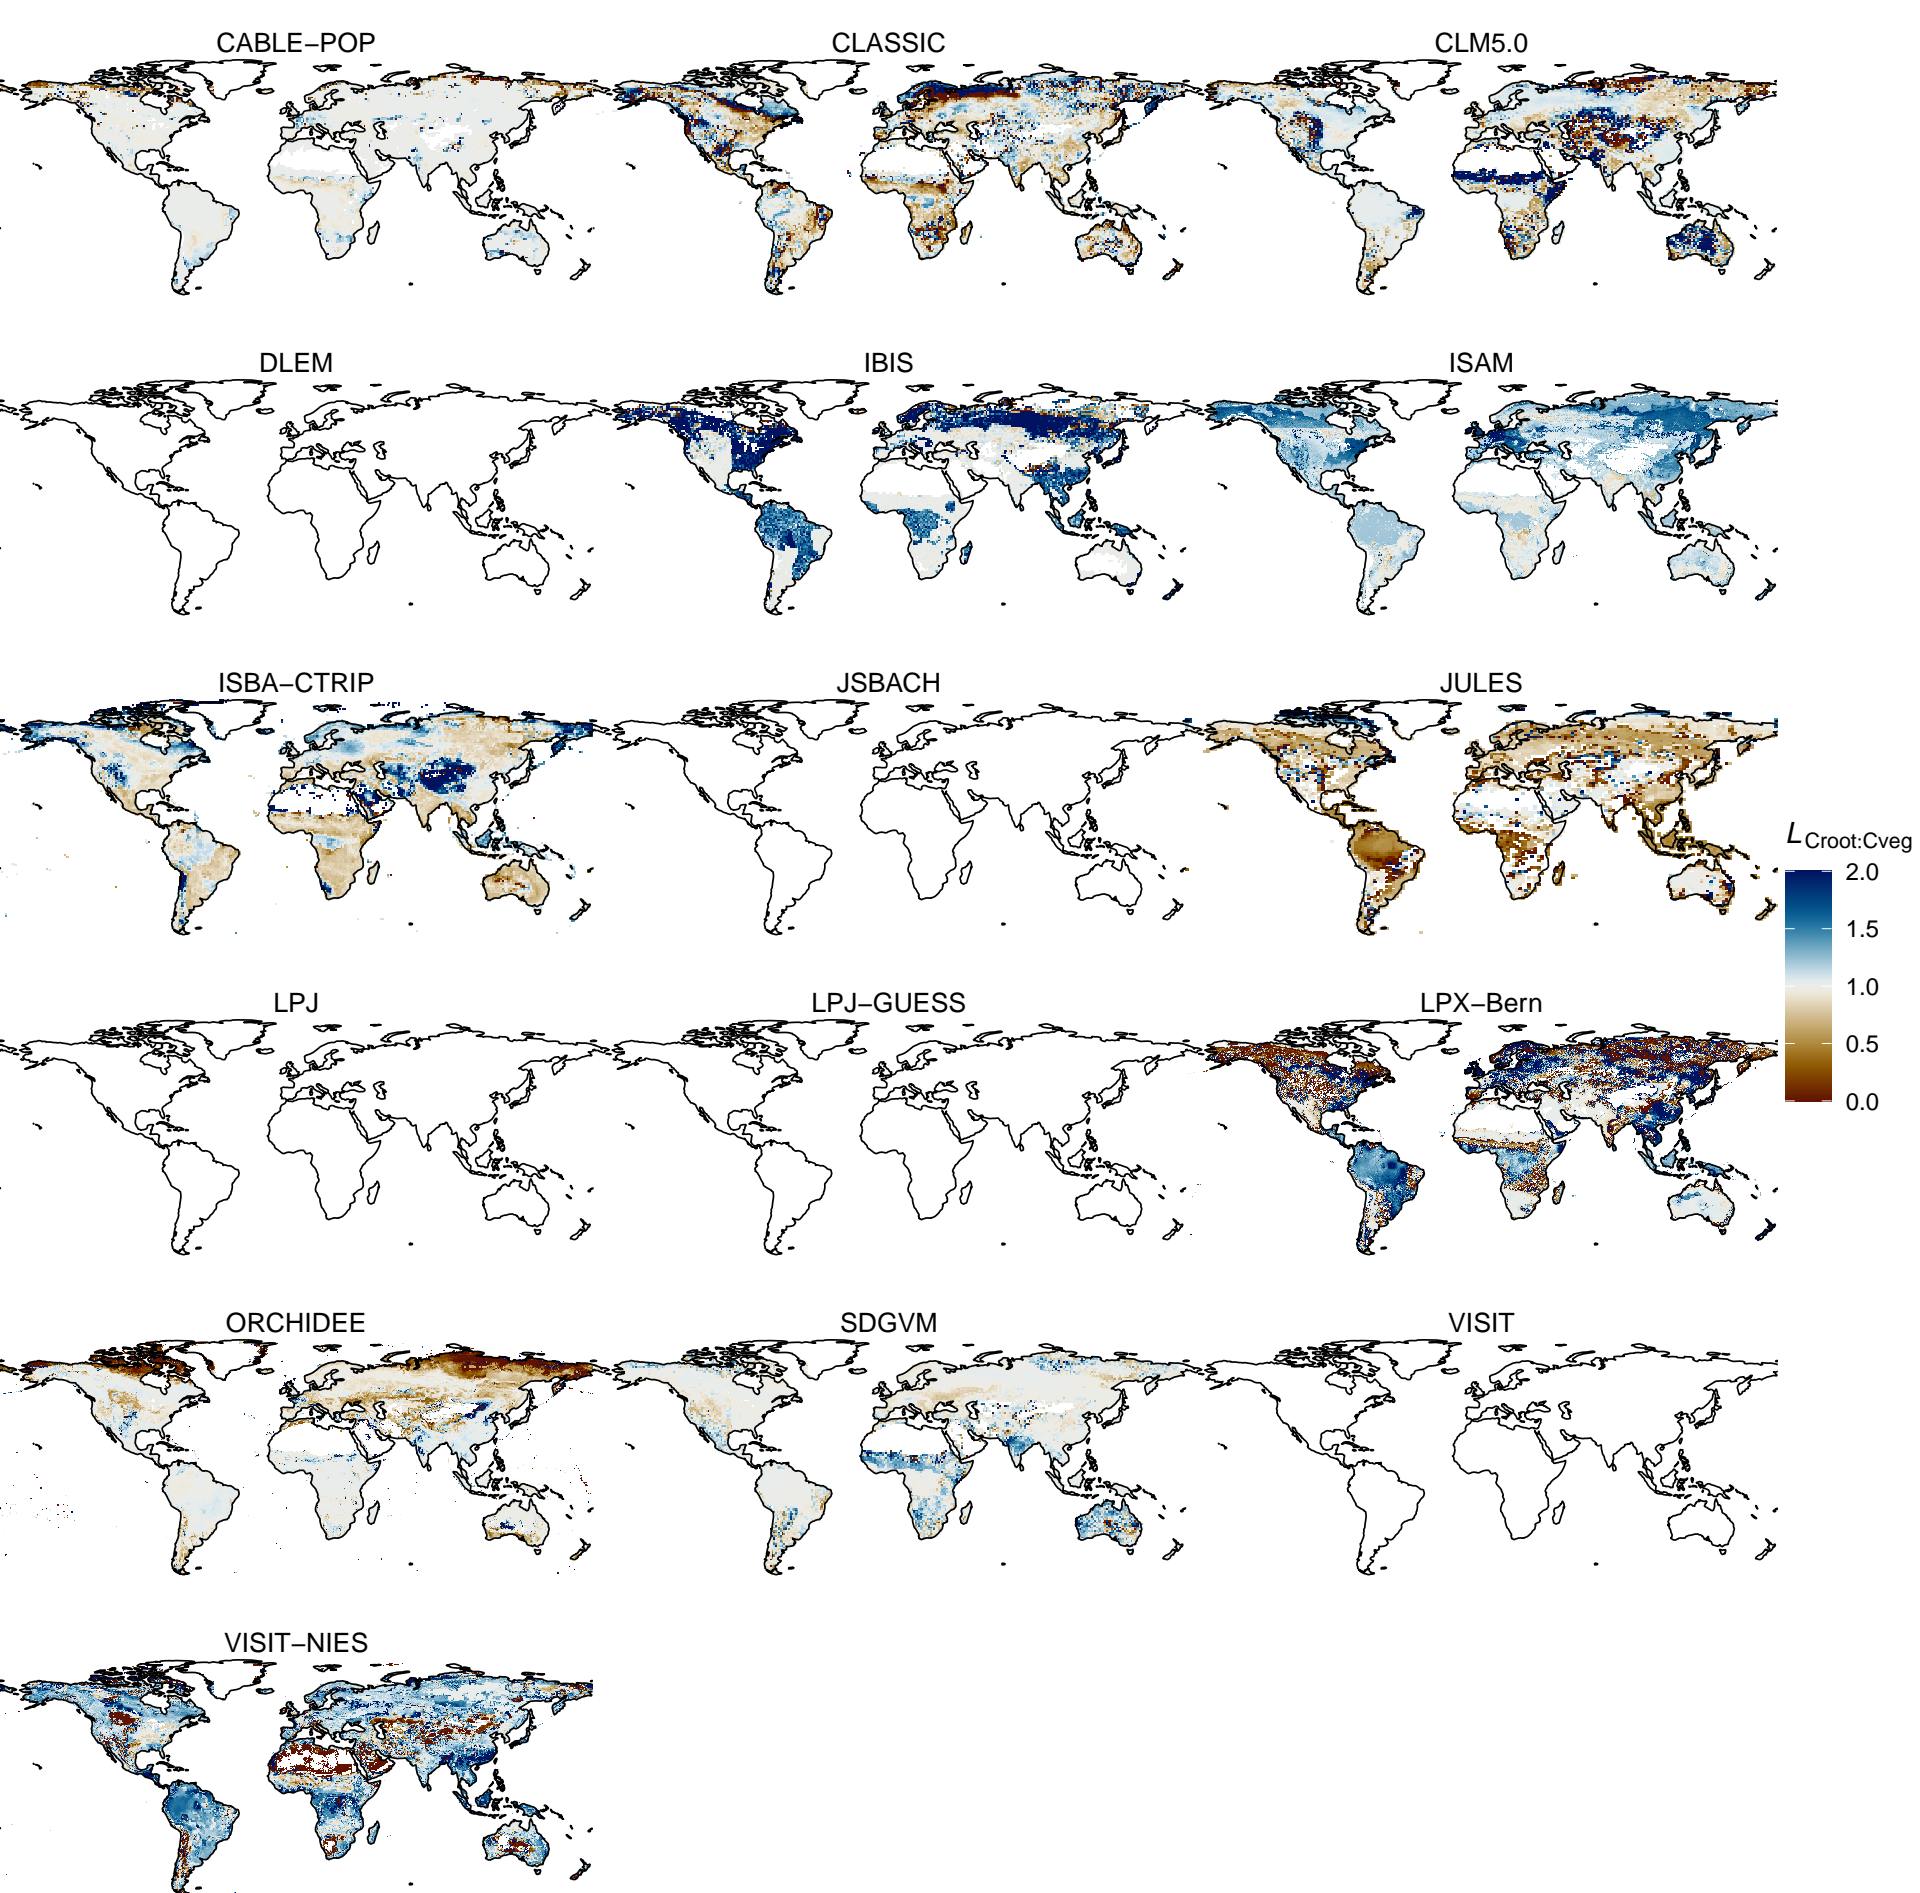 CABLE−POP
CLASSIC
CLM5.0
DLEM
IBIS
ISAM
ISBA−CTRIP
JSBACH
JULES
LCroot:Cveg
2.0
1.5
1.0
0.5
0.0
LPJ
LPJ−GUESS
LPX−Bern
ORCHIDEE
SDGVM
VISIT
VISIT−NIES